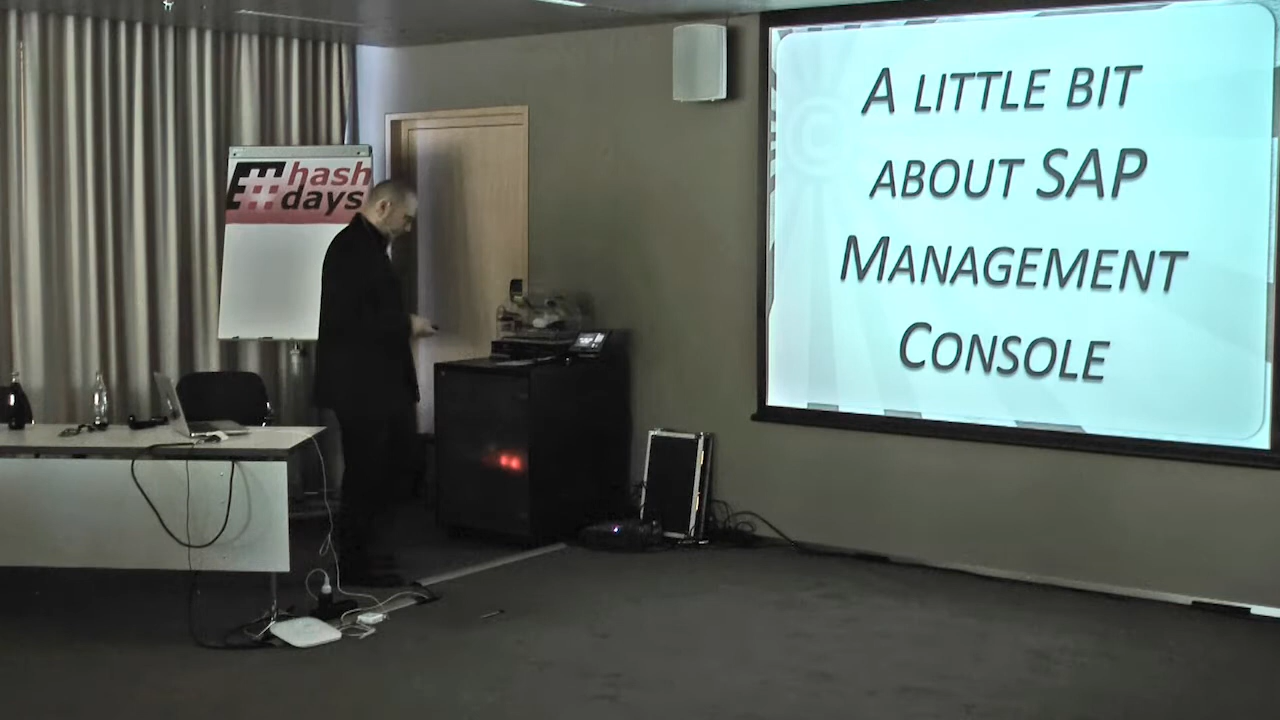 hash
days
A LITTLE BIT
ABOUT SAP
MANAGEMENT
CONSOLE